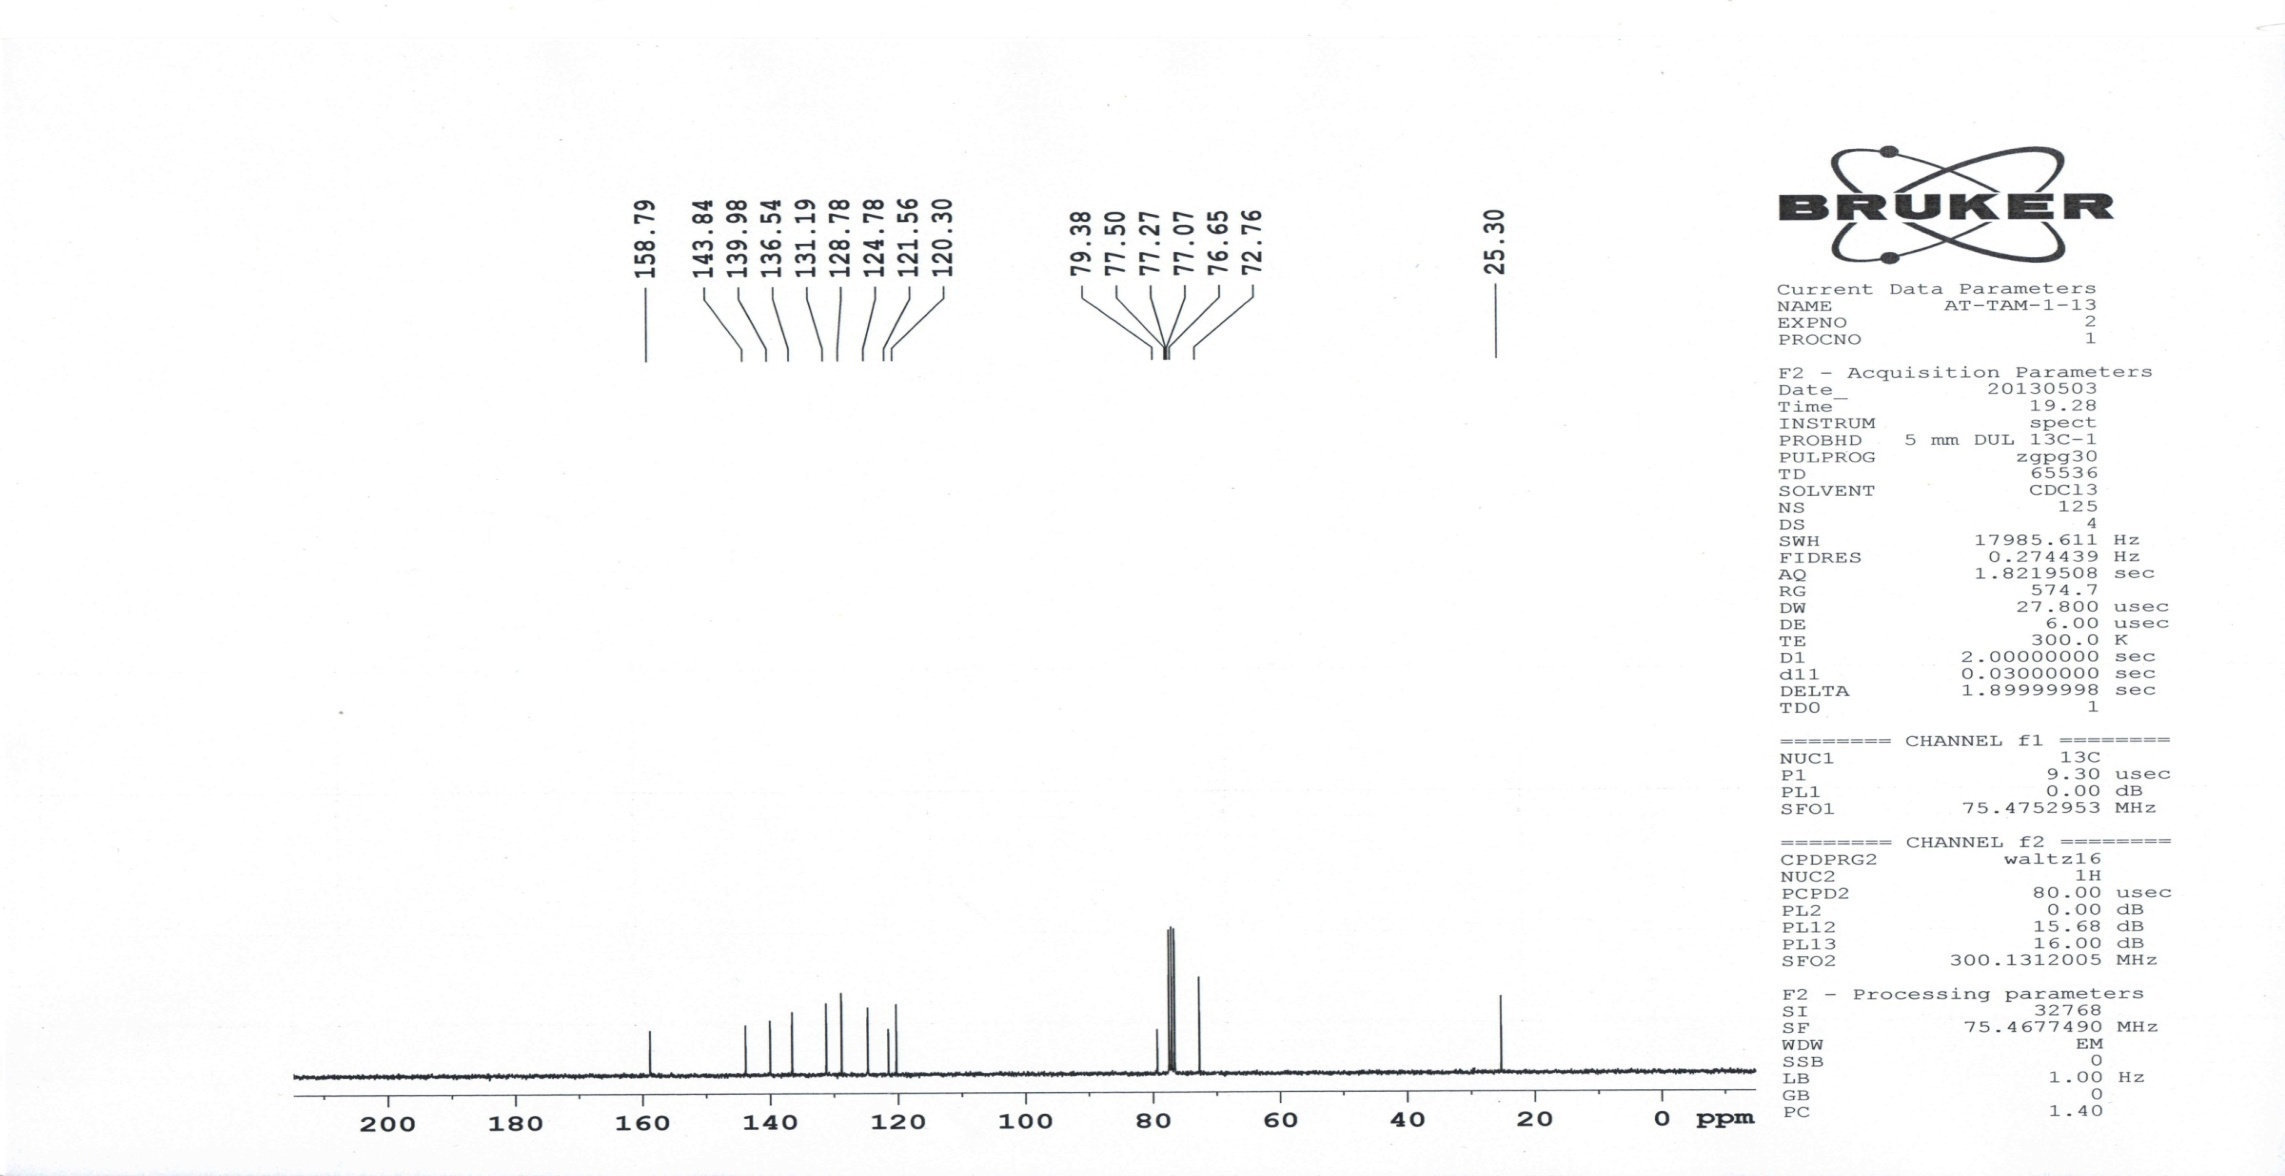 158.79
143.84
139.98
136.54
131.19
128.78
124.78
121.56
120.30
79.38
77.50
77.27
77.07
76.65
72.76
25.30
BRUKER
Current Data Parameters
NAME AT-TAM-1-13
EXPNO 2
PROCNO 1
F2 - Acquisition Parameters
Date_ 20130503
Time 19.28
INSTRUM spect
PROBHD 5 mm DUL 13C-1
PULPROG zgpg30
TD 65536
SOLVENT CDCl3
NS 125
DS 4
SWH 17985.611 Hz
FIDRES 0.274439 Hz
AQ 1.8219508 sec
RG 574.7
DW 27.800 usec
DE 6.00 usec
TE 300.0 K
D1 2.00000000 sec
d11 0.03000000 sec
DELTA 1.89999998 sec
TD0 1
======== CHANNEL f1 ========
NUC1 13C
P1 9.30 usec
PL1 0.00 dB
SFO1 75.4752953 MHz
======== CHANNEL f2 ========
CPDPRG2 waltz16
NUC2 1H
PCPD2 80.00 usec
PL2 0.00 dB
PL12 15.68 dB
PL13 16.00 dB
SFO2 300.1312005 MHz
F2 - Processing parameters
SI 32768
SF 75.4677490 MHz
WDW EM
SSB 0
LB 1.00 Hz
GB 0
PC 1.40
200 180 160 140 120 100 80 60 40 20 0 ppm